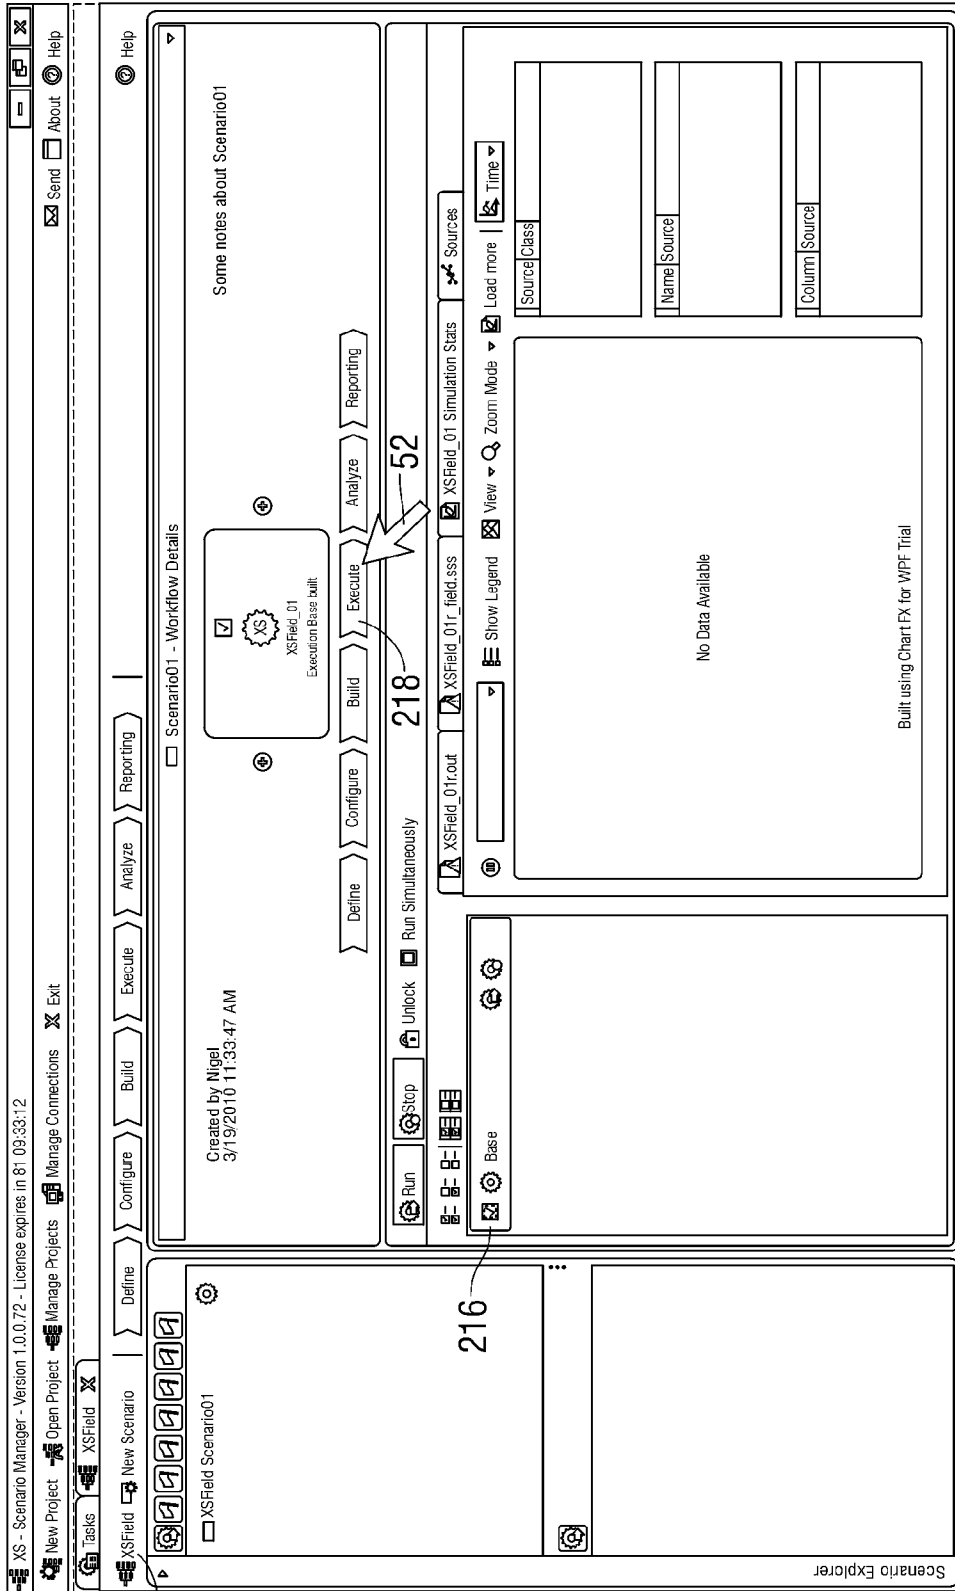 XS - Scenario Manager - Version 1.0.0.72 - License expires in 81 09:33:12
New Project Open Project Manage Projects Manage Connections X Exit Send About Help
Tasks XSField X
XSField New Scenario Define Configure Build Execute Analyze Reporting Help
Scenario Explorer
XSField Scenario01
Scenario01 - Workflow Details
Created by Nigel
3/19/2010 11:33:47 AM
Some notes about Scenario01
XS
XSField_01
Execution Base built
Define Configure Build Execute Analyze Reporting
218
52
Run Stop Unlock Run Simultaneously
XSField_01r.out XSField_01r_field.sss XSField_01 Simulation Stats Sources
Base
216
Show Legend View Zoom Mode Load more Time
Source Class
Name Source
Column Source
No Data Available
Built using Chart FX for WPF Trial